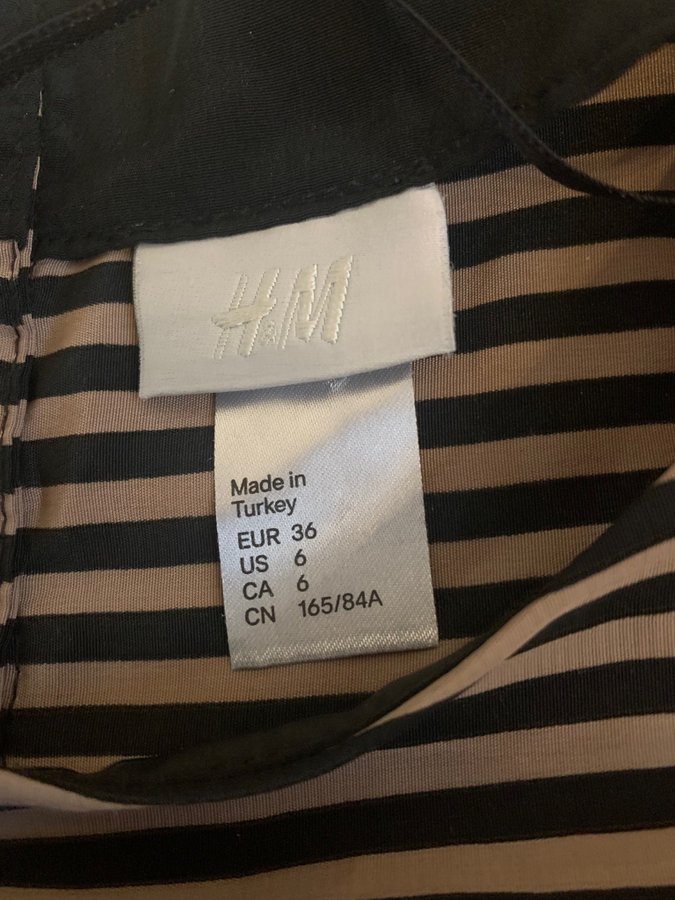 H&M
Made in
Turkey
EUR 36
US 6
CA 6
CN 165/84A